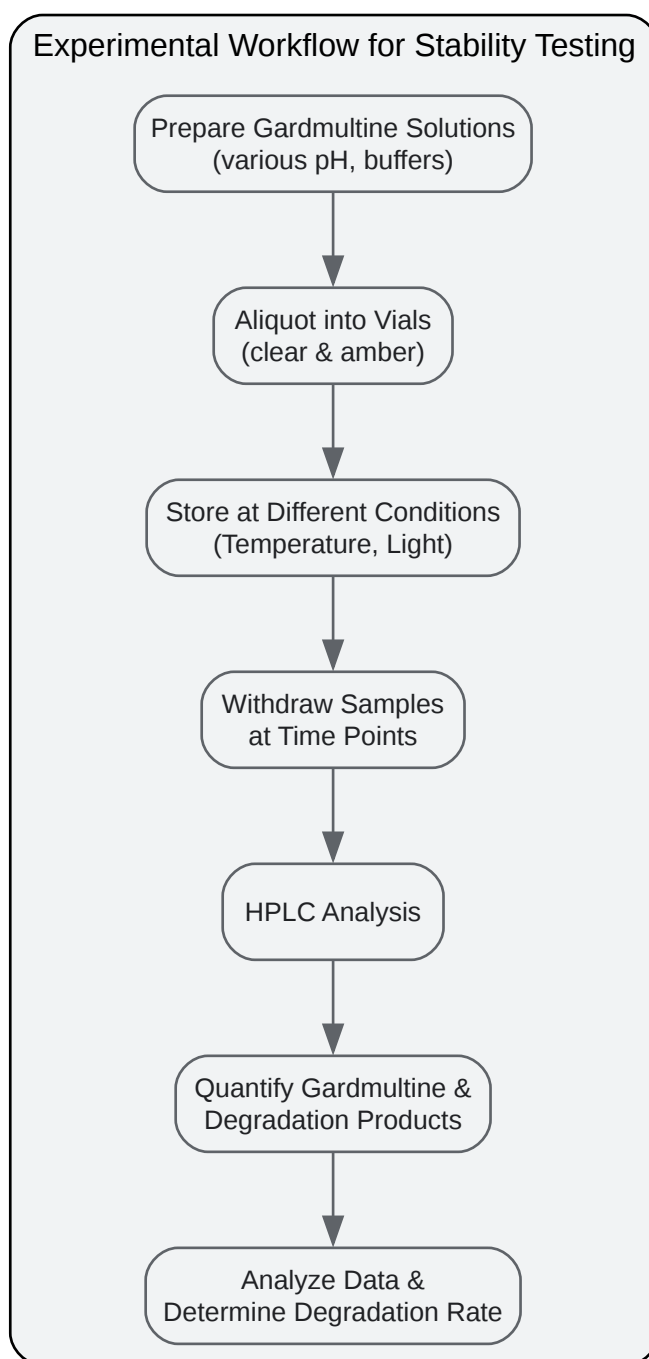 Experimental Workflow for Stability Testing
Prepare Gardmultine Solutions
(various pH, buffers)
Aliquot into Vials
(clear & amber)
Store at Different Conditions
(Temperature, Light)
Withdraw Samples
at Time Points
HPLC Analysis
Quantify Gardmultine &
Degradation Products
Analyze Data &
Determine Degradation Rate